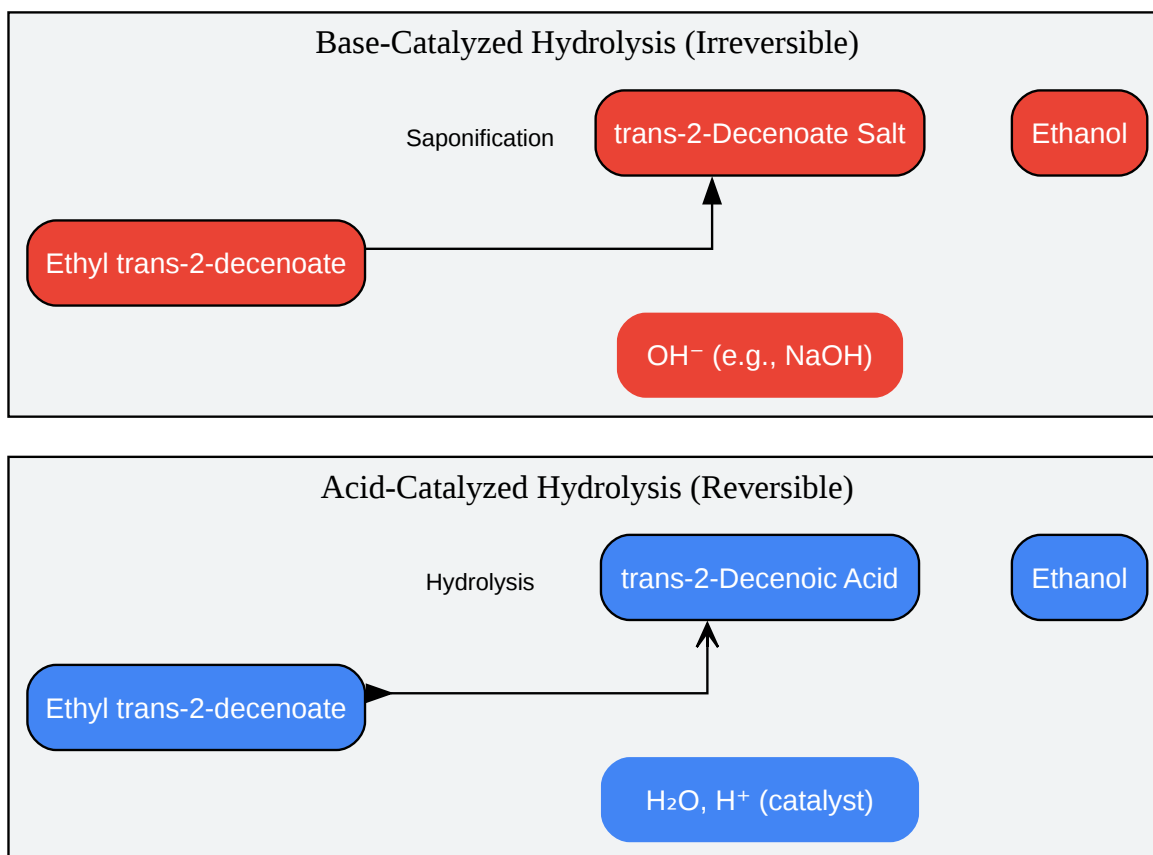 Base-Catalyzed Hydrolysis (Irreversible)
Saponification
trans-2-Decenoate Salt
Ethanol
Ethyl trans-2-decenoate
OH⁻ (e.g., NaOH)
Acid-Catalyzed Hydrolysis (Reversible)
Hydrolysis
trans-2-Decenoic Acid
Ethanol
Ethyl trans-2-decenoate
H₂O, H⁺ (catalyst)